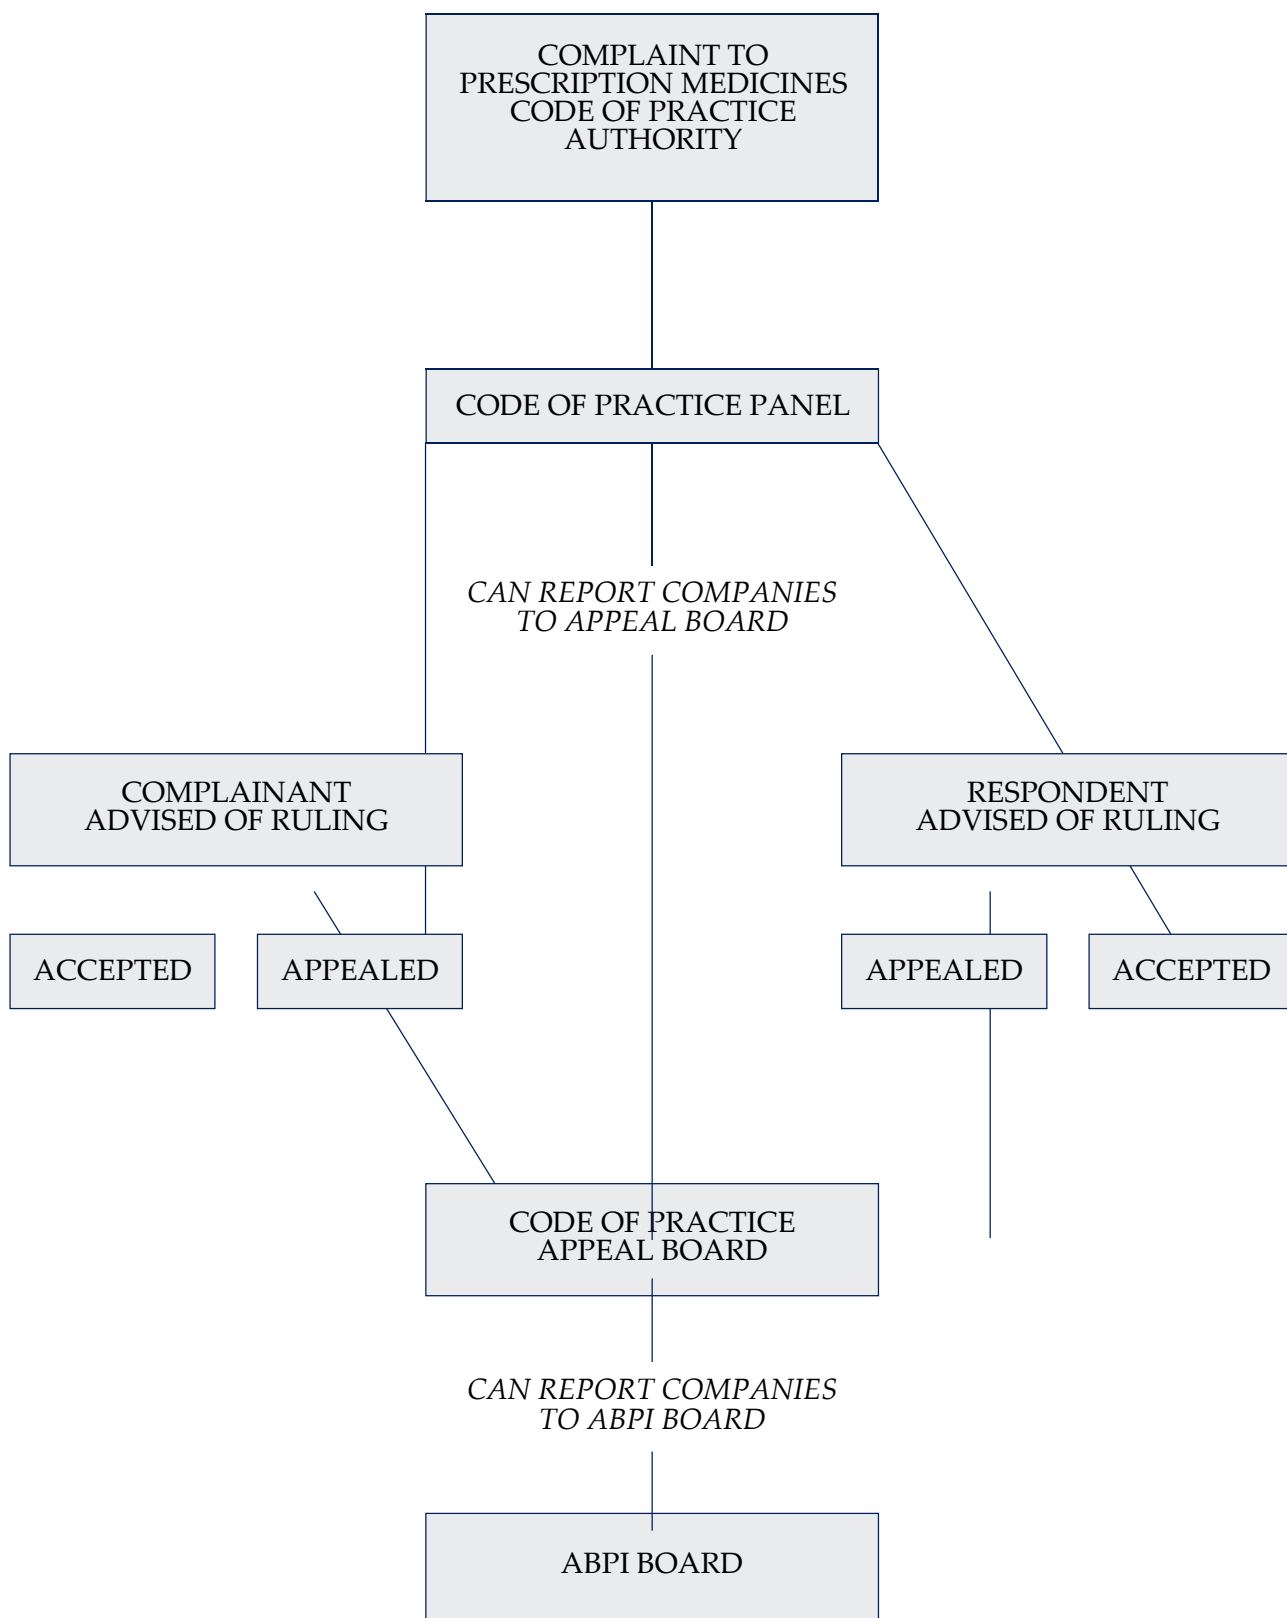 COMPLAINT TO
PRESCRIPTION MEDICINES
CODE OF PRACTICE
AUTHORITY
CODE OF PRACTICE PANEL
CAN REPORT COMPANIES
TO APPEAL BOARD
COMPLAINANT
ADVISED OF RULING
RESPONDENT
ADVISED OF RULING
ACCEPTED
APPEALED
APPEALED
ACCEPTED
CODE OF PRACTICE
APPEAL BOARD
CAN REPORT COMPANIES
TO ABPI BOARD
ABPI BOARD